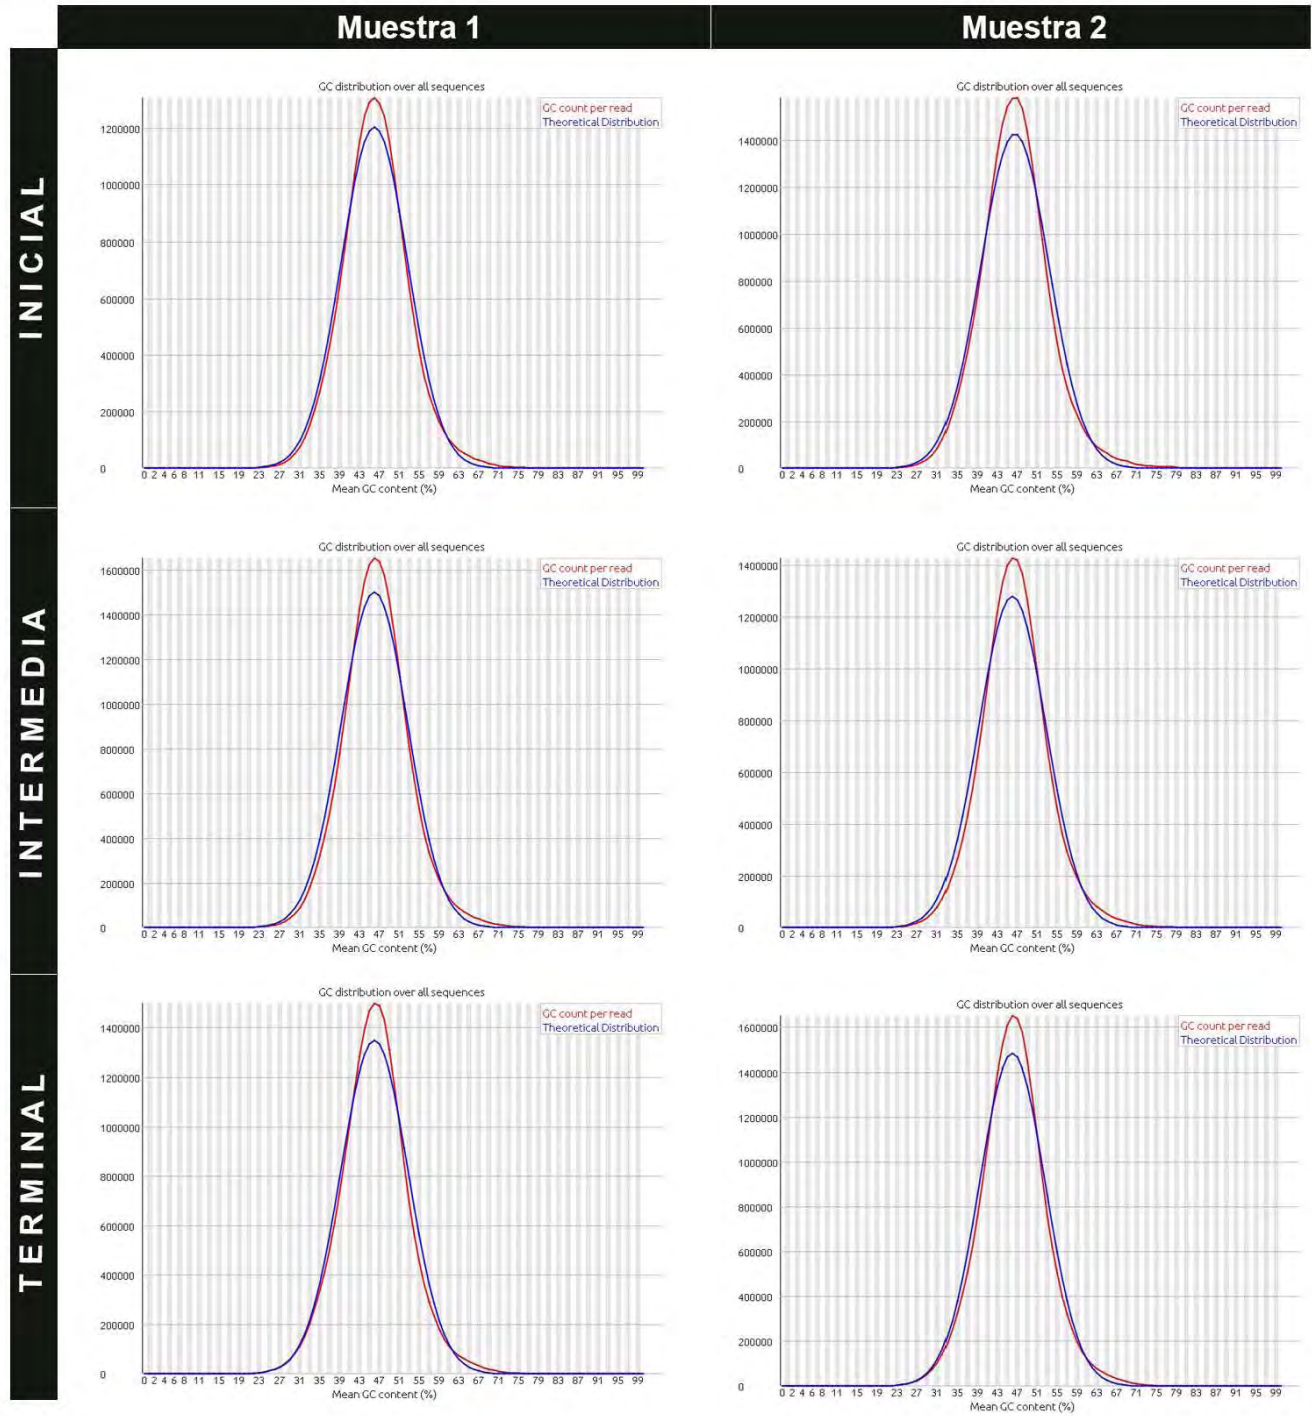 Muestra 1
Muestra 2
INICIAL
GC distribution over all sequences
GC count per read
Theoretical Distribution
1200000
1000000
800000
600000
400000
200000
0
0 2 4 6 8 11 15 19 23 27 31 35 39 43 47 51 55 59 63 67 71 75 79 83 87 91 95 99
Mean GC content (%)
GC distribution over all sequences
GC count per read
Theoretical Distribution
1400000
1200000
1000000
800000
600000
400000
200000
0
0 2 4 6 8 11 15 19 23 27 31 35 39 43 47 51 55 59 63 67 71 75 79 83 87 91 95 99
Mean GC content (%)
INTERMEDIA
GC distribution over all sequences
GC count per read
Theoretical Distribution
1600000
1400000
1200000
1000000
800000
600000
400000
200000
0
0 2 4 6 8 11 15 19 23 27 31 35 39 43 47 51 55 59 63 67 71 75 79 83 87 91 95 99
Mean GC content (%)
GC distribution over all sequences
GC count per read
Theoretical Distribution
1400000
1200000
1000000
800000
600000
400000
200000
0
0 2 4 6 8 11 15 19 23 27 31 35 39 43 47 51 55 59 63 67 71 75 79 83 87 91 95 99
Mean GC content (%)
TERMINAL
GC distribution over all sequences
GC count per read
Theoretical Distribution
1400000
1200000
1000000
800000
600000
400000
200000
0
0 2 4 6 8 11 15 19 23 27 31 35 39 43 47 51 55 59 63 67 71 75 79 83 87 91 95 99
Mean GC content (%)
GC distribution over all sequences
GC count per read
Theoretical Distribution
1600000
1400000
1200000
1000000
800000
600000
400000
200000
0
0 2 4 6 8 11 15 19 23 27 31 35 39 43 47 51 55 59 63 67 71 75 79 83 87 91 95 99
Mean GC content (%)